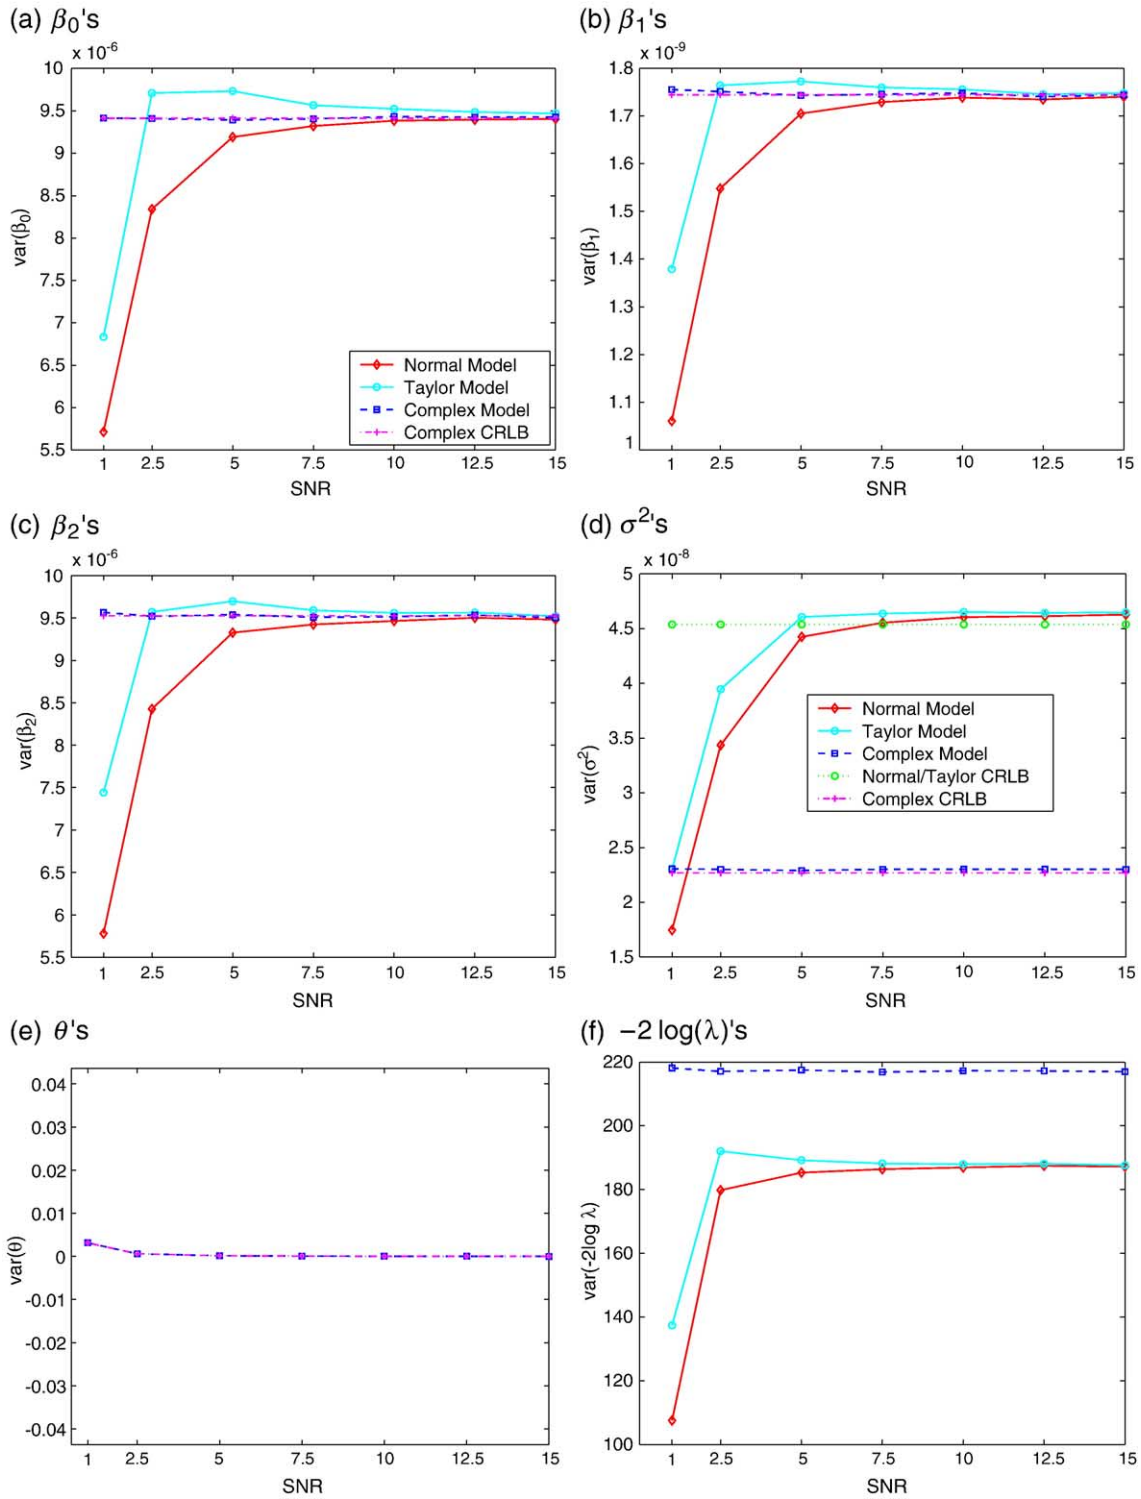 (a) β₀'s
x 10⁻⁶
10
9.5
9
8.5
8
7.5
7
6.5
6
5.5
var(β₀)
Normal Model
Taylor Model
Complex Model
Complex CRLB
1 2.5 5 7.5 10 12.5 15
SNR
(b) β₁'s
x 10⁻⁹
1.8
1.7
1.6
1.5
1.4
1.3
1.2
1.1
1
var(β₁)
1 2.5 5 7.5 10 12.5 15
SNR
(c) β₂'s
x 10⁻⁶
10
9.5
9
8.5
8
7.5
7
6.5
6
5.5
var(β₂)
1 2.5 5 7.5 10 12.5 15
SNR
(d) σ²'s
x 10⁻⁸
5
4.5
4
3.5
3
2.5
2
1.5
var(σ²)
Normal Model
Taylor Model
Complex Model
Normal/Taylor CRLB
Complex CRLB
1 2.5 5 7.5 10 12.5 15
SNR
(e) θ's
0.04
0.03
0.02
0.01
0
-0.01
-0.02
-0.03
-0.04
var(θ)
1 2.5 5 7.5 10 12.5 15
SNR
(f) −2 log(λ)'s
220
200
180
160
140
120
100
var(-2log λ)
1 2.5 5 7.5 10 12.5 15
SNR